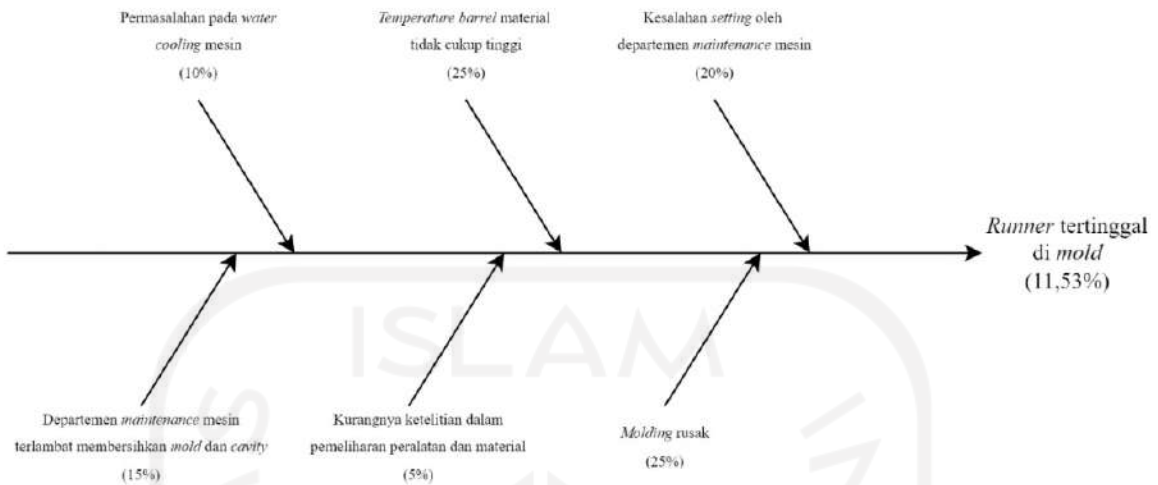 Permasalahan pada water
cooling mesin
(10%)
Temperature barrel material
tidak cukup tinggi
(25%)
Kesalahan setting oleh
departemen maintenance mesin
(20%)
Runner tertinggal
di mold
(11,53%)
ISLAM
Departemen maintenance mesin
terlambat membersihkan mold dan cavity
(15%)
Kurangnya ketelitian dalam
pemeliharan peralatan dan material
(5%)
Molding rusak
(25%)